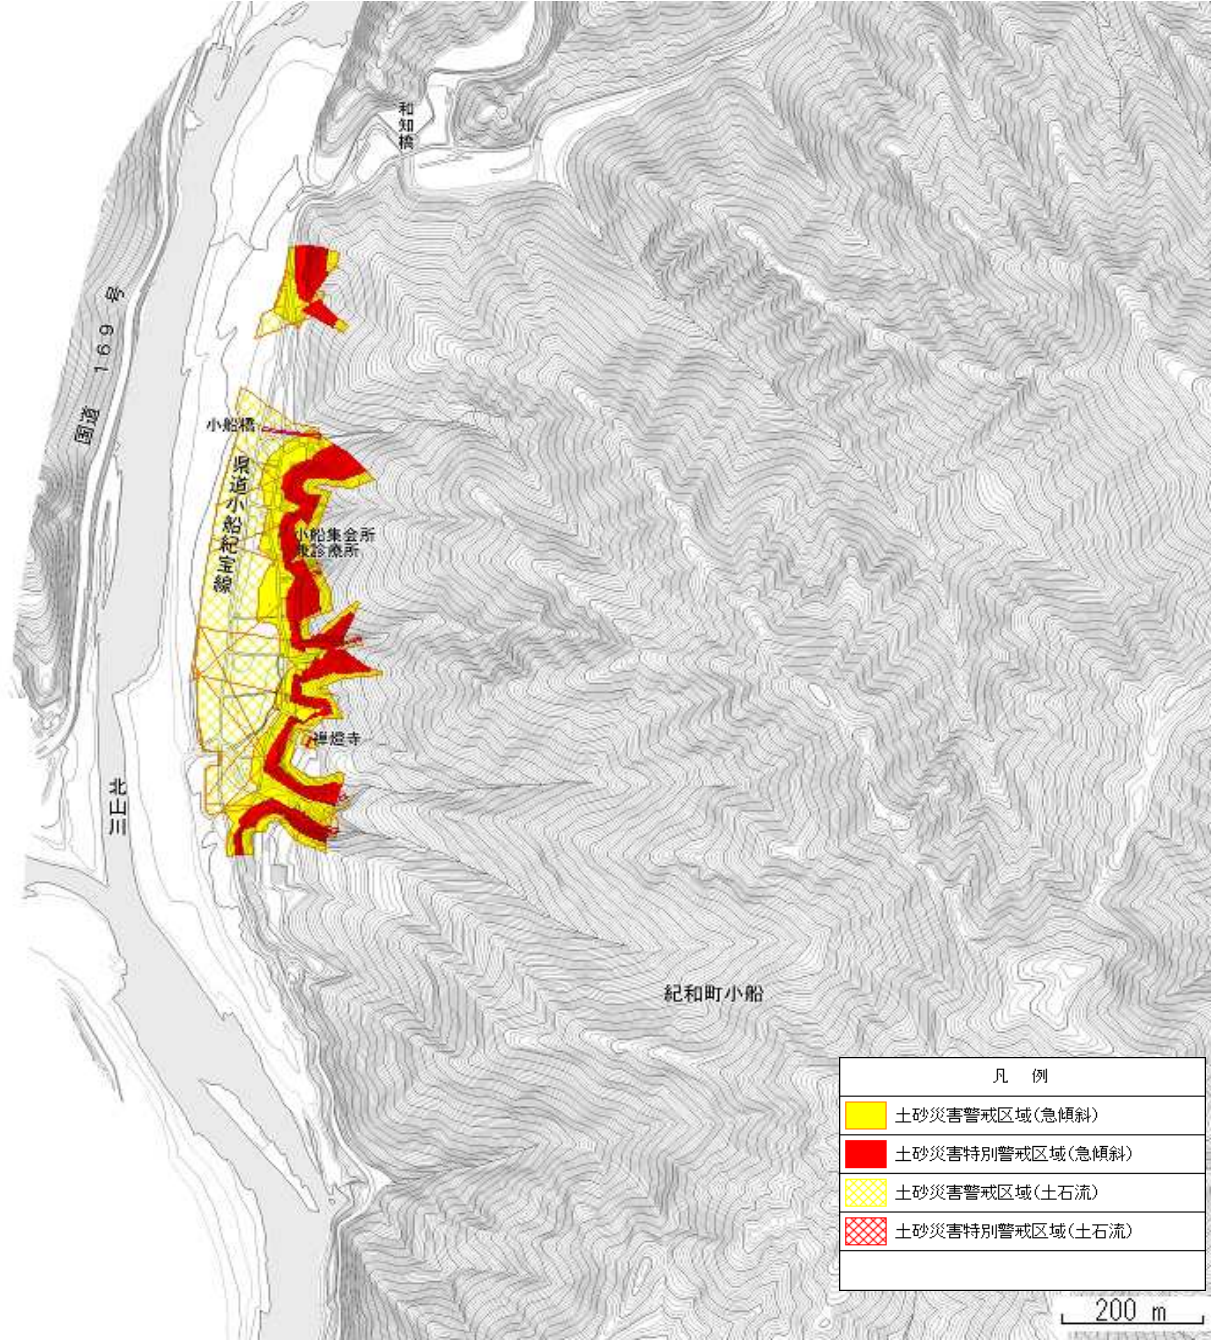 和知橋
国道 169 号
小船橋
県道小船紀宝線
小船集会所
兼診療所
禅燈寺
北山川
紀和町小船
凡 例
土砂災害警戒区域(急傾斜)
土砂災害特別警戒区域(急傾斜)
土砂災害警戒区域(土石流)
土砂災害特別警戒区域(土石流)
200 m